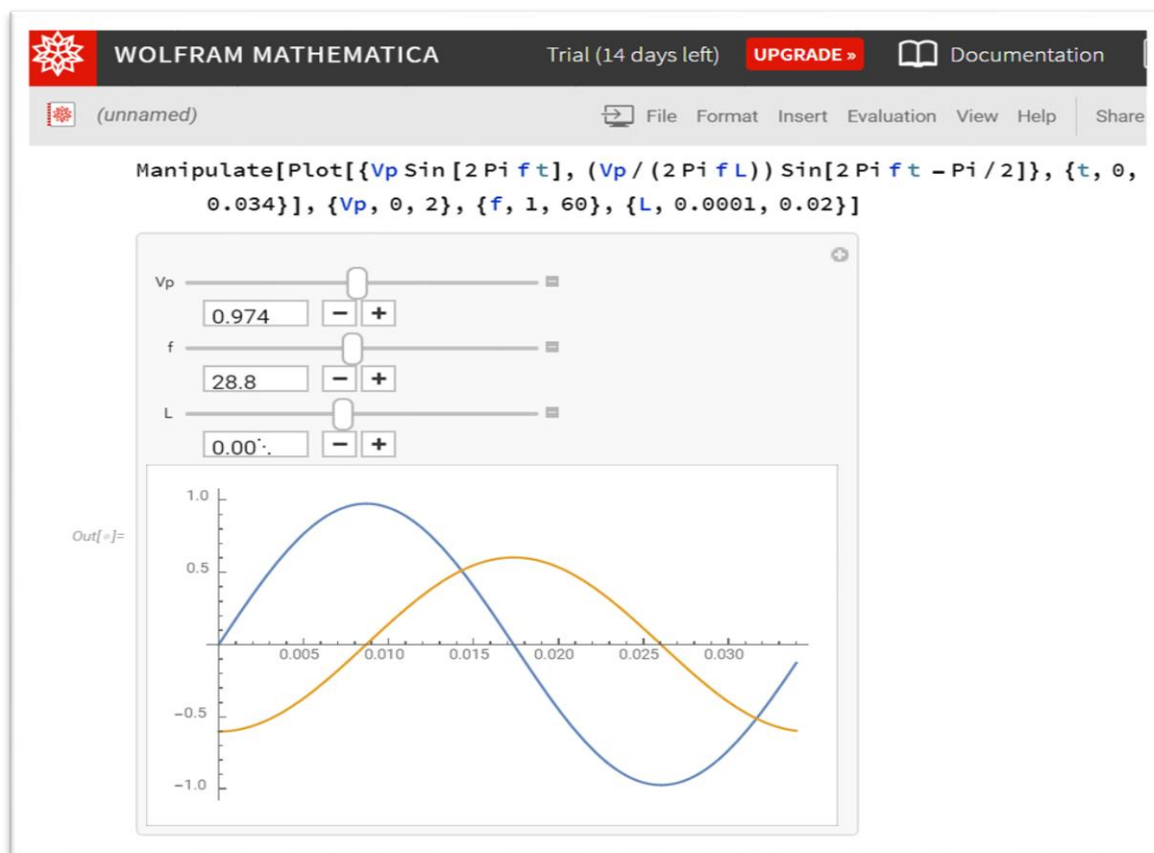 WOLFRAM MATHEMATICA Trial (14 days left) UPGRADE » Documentation
(unnamed) File Format Insert Evaluation View Help Share
Manipulate[Plot[{Vp Sin[2 Pi f t], (Vp / (2 Pi f L)) Sin[2 Pi f t - Pi / 2]}, {t, 0,
0.034}], {Vp, 0, 2}, {f, 1, 60}, {L, 0.0001, 0.02}]
Vp
0.974 - +
f
28.8 - +
L
0.00 - +
Out[]=
1.0
0.5
0.005 0.010 0.015 0.020 0.025 0.030
-0.5
-1.0